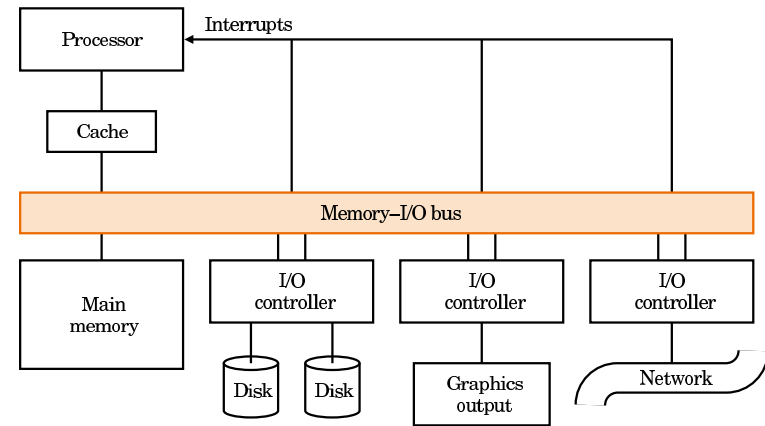 Interrupts
Processor
Cache
Memory–I/O bus
Main
memory
I/O
controller
I/O
controller
I/O
controller
Disk
Disk
Graphics
output
Network